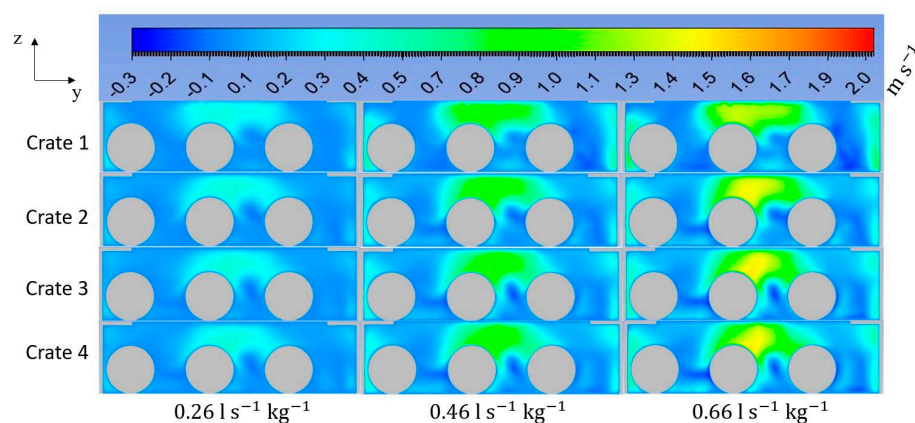 z
y
-0.3 -0.2 -0.1 0.1 0.2 0.3 0.4 0.5 0.7 0.8 0.9 1.0 1.1 1.3 1.4 1.5 1.6 1.7 1.9 2.0 m s⁻¹
Crate 1
Crate 2
Crate 3
Crate 4
0.26 l s⁻¹ kg⁻¹ 0.46 l s⁻¹ kg⁻¹ 0.66 l s⁻¹ kg⁻¹